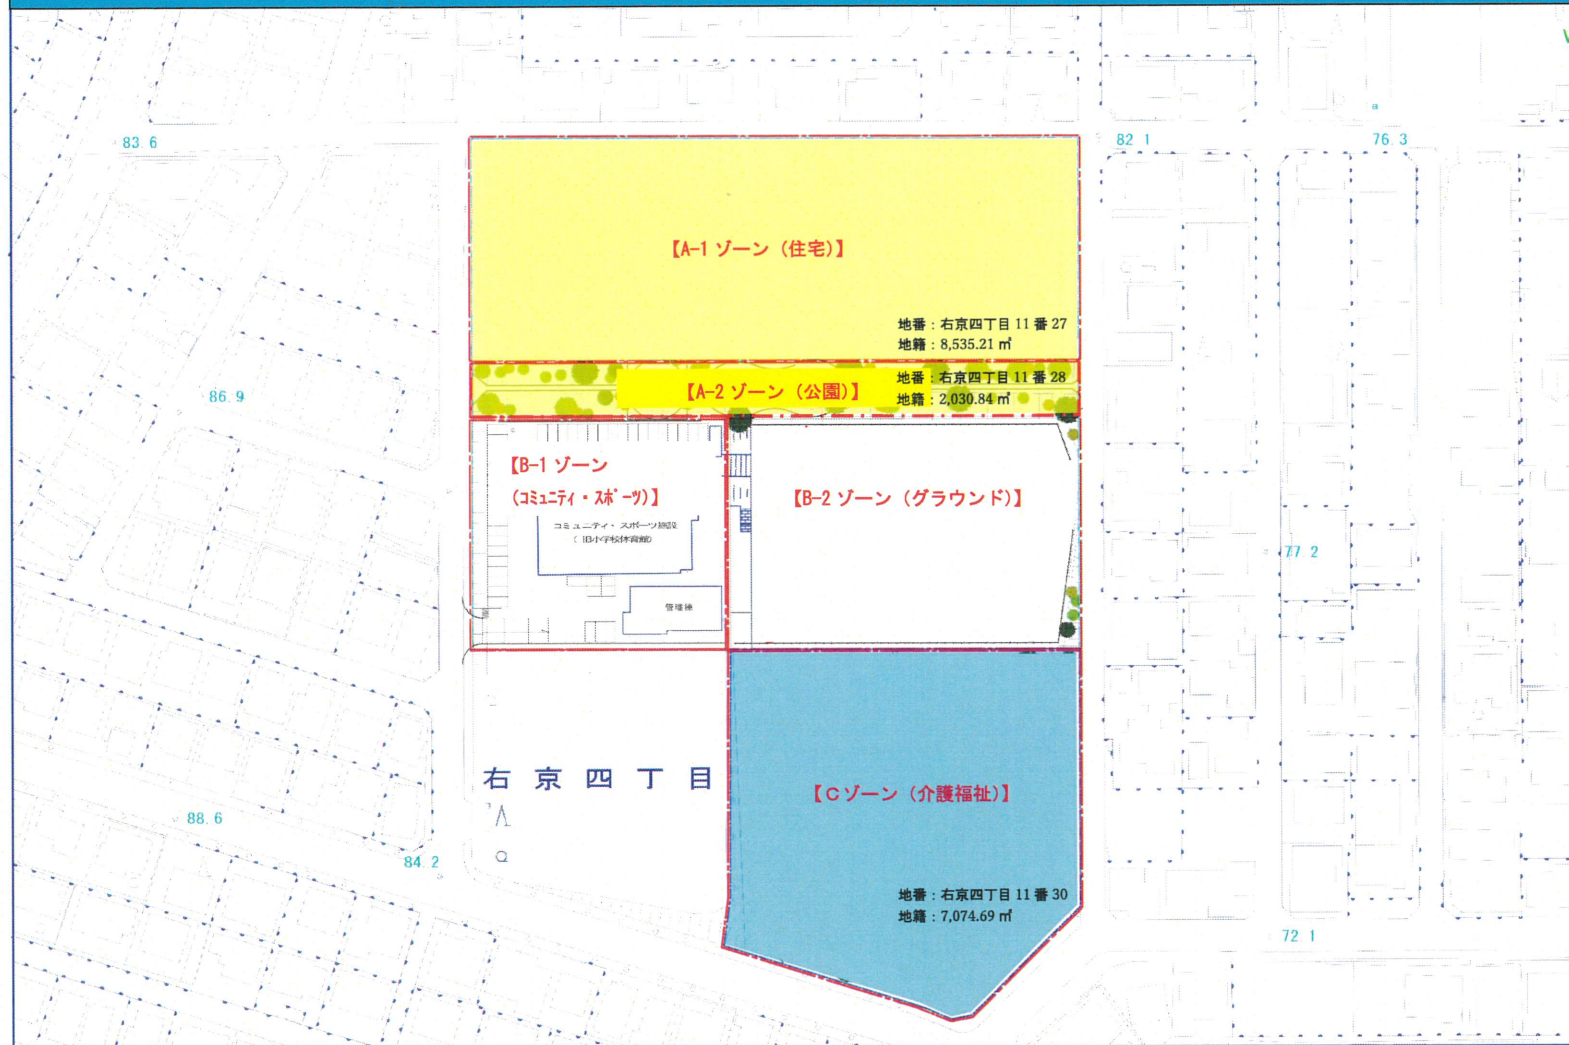 83.6
82.1
76.3
【A-1 ゾーン（住宅）】
地番：右京四丁目 11 番 27
地籍：8,535.21 ㎡
【A-2 ゾーン（公園）】
地番：右京四丁目 11 番 28
地籍：2,030.84 ㎡
86.9
【B-1 ゾーン
（コミュニティ・スポーツ）】
コミュニティ・スポーツ施設
（旧小学校体育館）
管理棟
【B-2 ゾーン（グラウンド）】
77.2
右京四丁目
【Cゾーン（介護福祉）】
88.6
84.2
地番：右京四丁目 11 番 30
地籍：7,074.69 ㎡
72.1